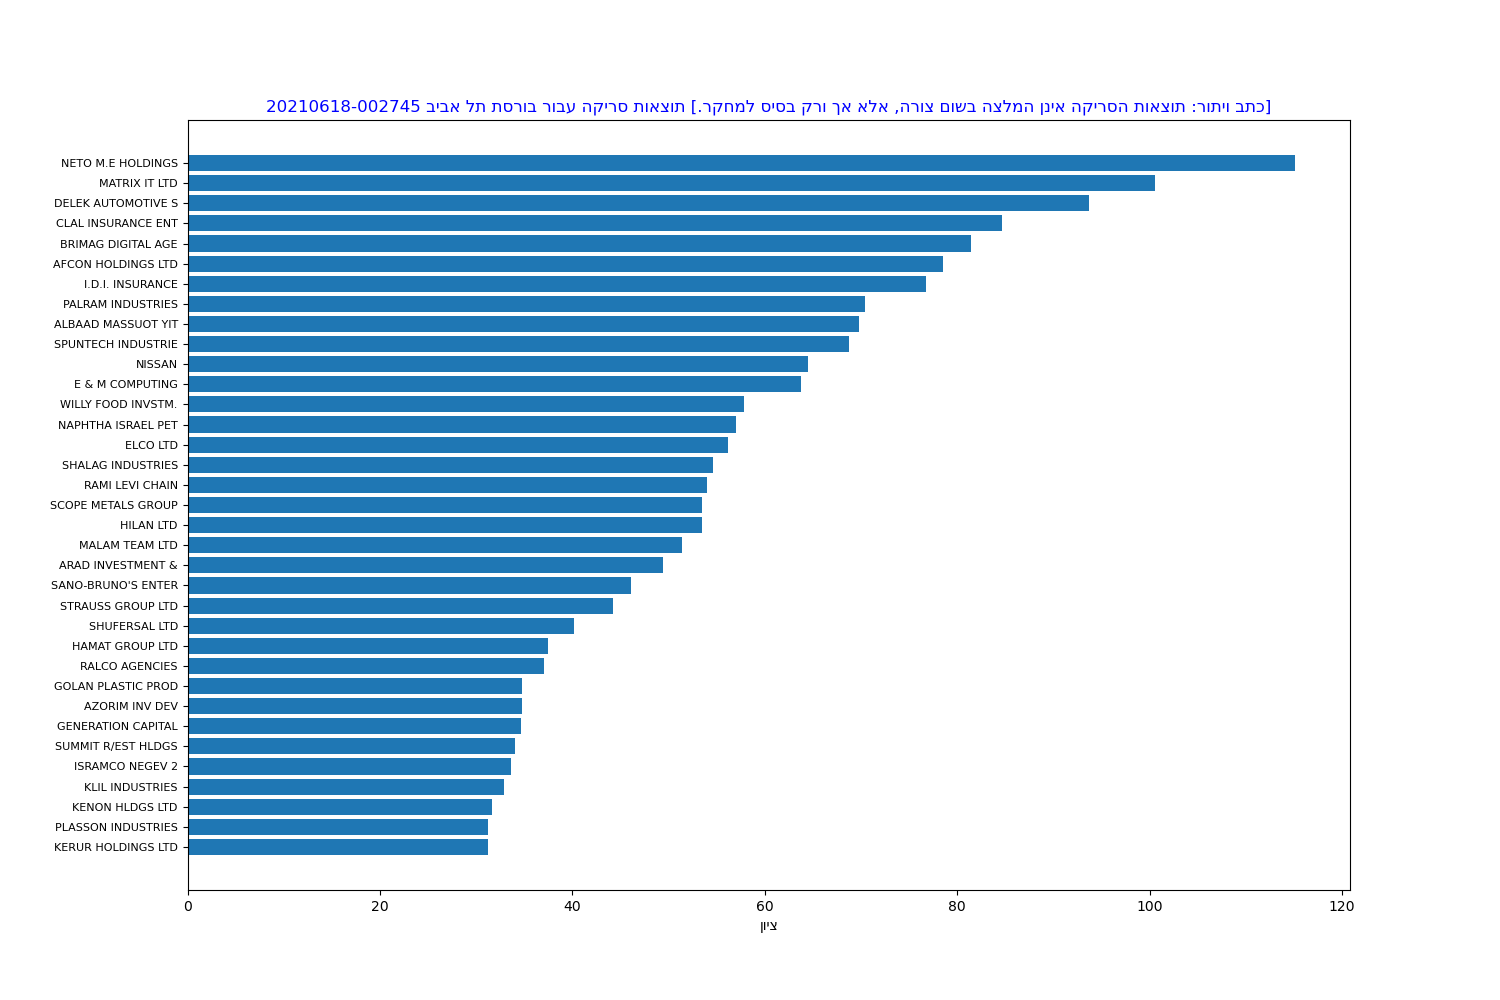 [כתב ויתור: תוצאות הסריקה אינן המלצה בשום צורה, אלא אך ורק בסיס למחקר.] תוצאות סריקה עבור בורסת תל אביב 20210618-002745
NETO M.E HOLDINGS
MATRIX IT LTD
DELEK AUTOMOTIVE S
CLAL INSURANCE ENT
BRIMAG DIGITAL AGE
AFCON HOLDINGS LTD
I.D.I. INSURANCE
PALRAM INDUSTRIES
ALBAAD MASSUOT YIT
SPUNTECH INDUSTRIE
NISSAN
E & M COMPUTING
WILLY FOOD INVSTM.
NAPHTHA ISRAEL PET
ELCO LTD
SHALAG INDUSTRIES
RAMI LEVI CHAIN
SCOPE METALS GROUP
HILAN LTD
MALAM TEAM LTD
ARAD INVESTMENT &
SANO-BRUNO'S ENTER
STRAUSS GROUP LTD
SHUFERSAL LTD
HAMAT GROUP LTD
RALCO AGENCIES
GOLAN PLASTIC PROD
AZORIM INV DEV
GENERATION CAPITAL
SUMMIT R/EST HLDGS
ISRAMCO NEGEV 2
KLIL INDUSTRIES
KENON HLDGS LTD
PLASSON INDUSTRIES
KERUR HOLDINGS LTD
0 20 40 60 80 100 120
ציון